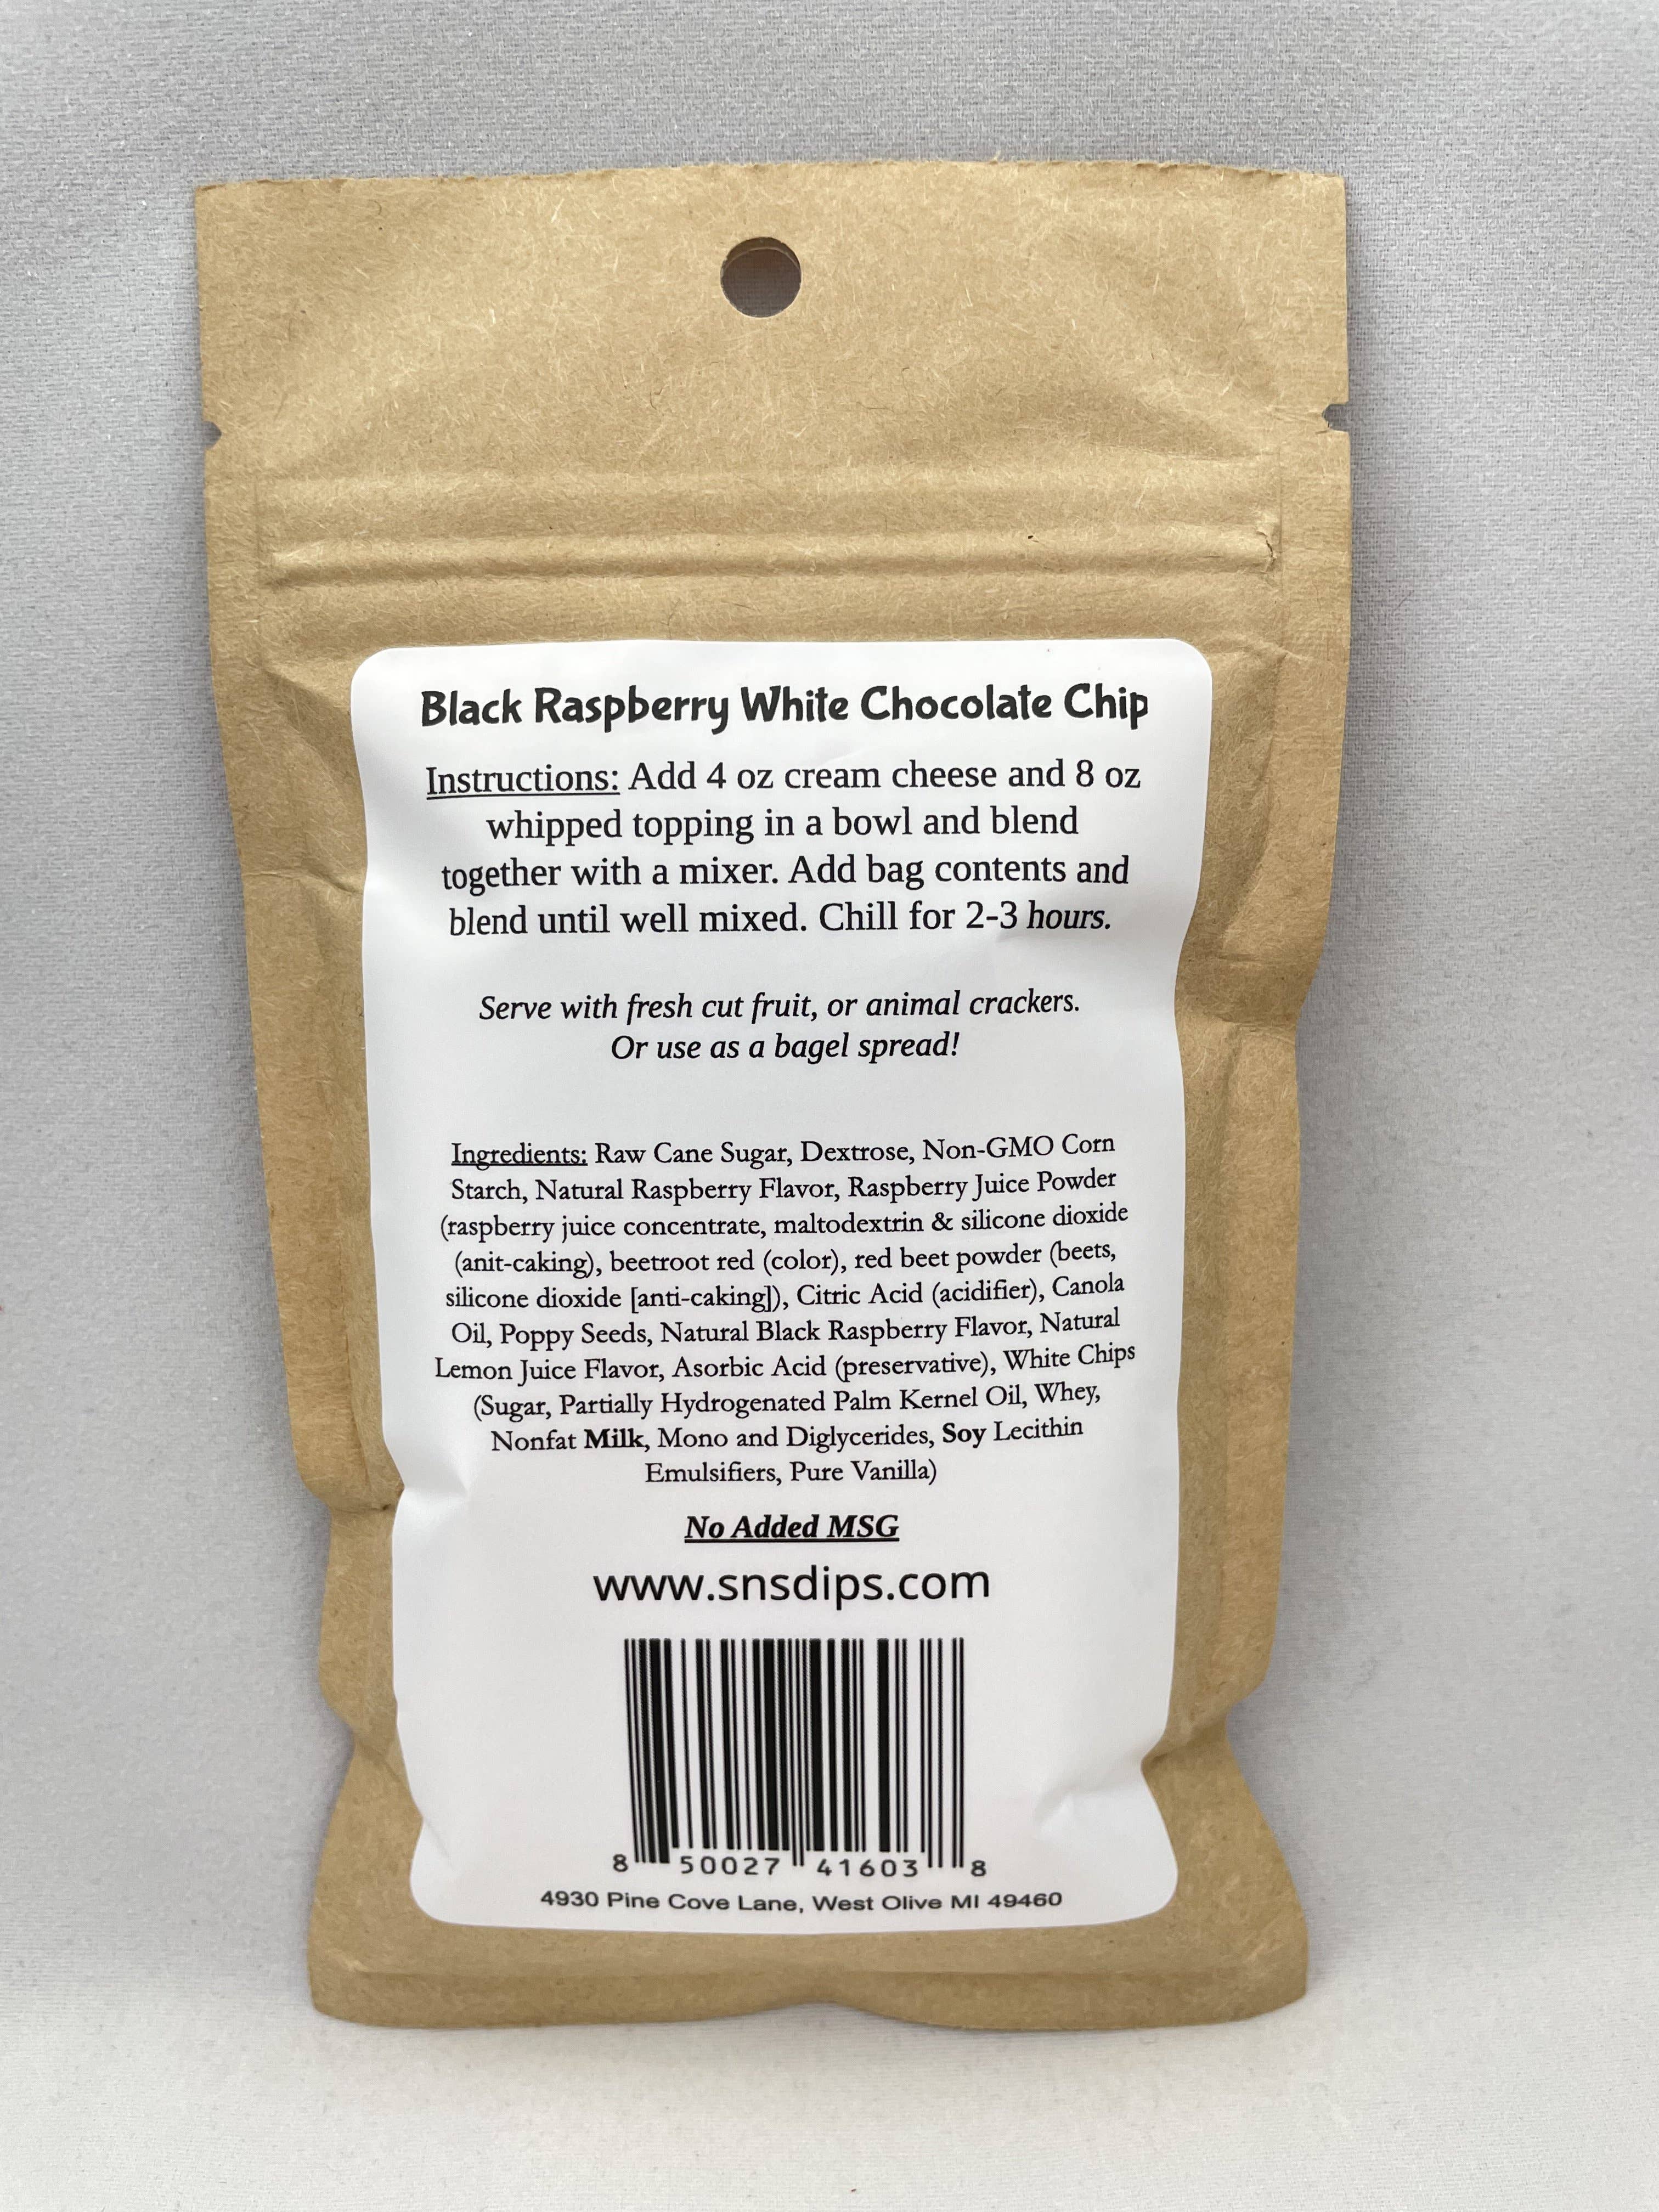 Black Raspberry White Chocolate Chip
Instructions: Add 4 oz cream cheese and 8 oz
whipped topping in a bowl and blend
together with a mixer. Add bag contents and
blend until well mixed. Chill for 2-3 hours.
Serve with fresh cut fruit, or animal crackers.
Or use as a bagel spread!
Ingredients: Raw Cane Sugar, Dextrose, Non-GMO Corn
Starch, Natural Raspberry Flavor, Raspberry Juice Powder
(raspberry juice concentrate, maltodextrin & silicone dioxide
(anit-caking), beetroot red (color), red beet powder (beets,
silicone dioxide [anti-caking]), Citric Acid (acidifier), Canola
Oil, Poppy Seeds, Natural Black Raspberry Flavor, Natural
Lemon Juice Flavor, Asorbic Acid (preservative), White Chips
(Sugar, Partially Hydrogenated Palm Kernel Oil, Whey,
Nonfat Milk, Mono and Diglycerides, Soy Lecithin
Emulsifiers, Pure Vanilla)
No Added MSG
www.snsdips.com
8 50027 41603 8
4930 Pine Cove Lane, West Olive MI 49460